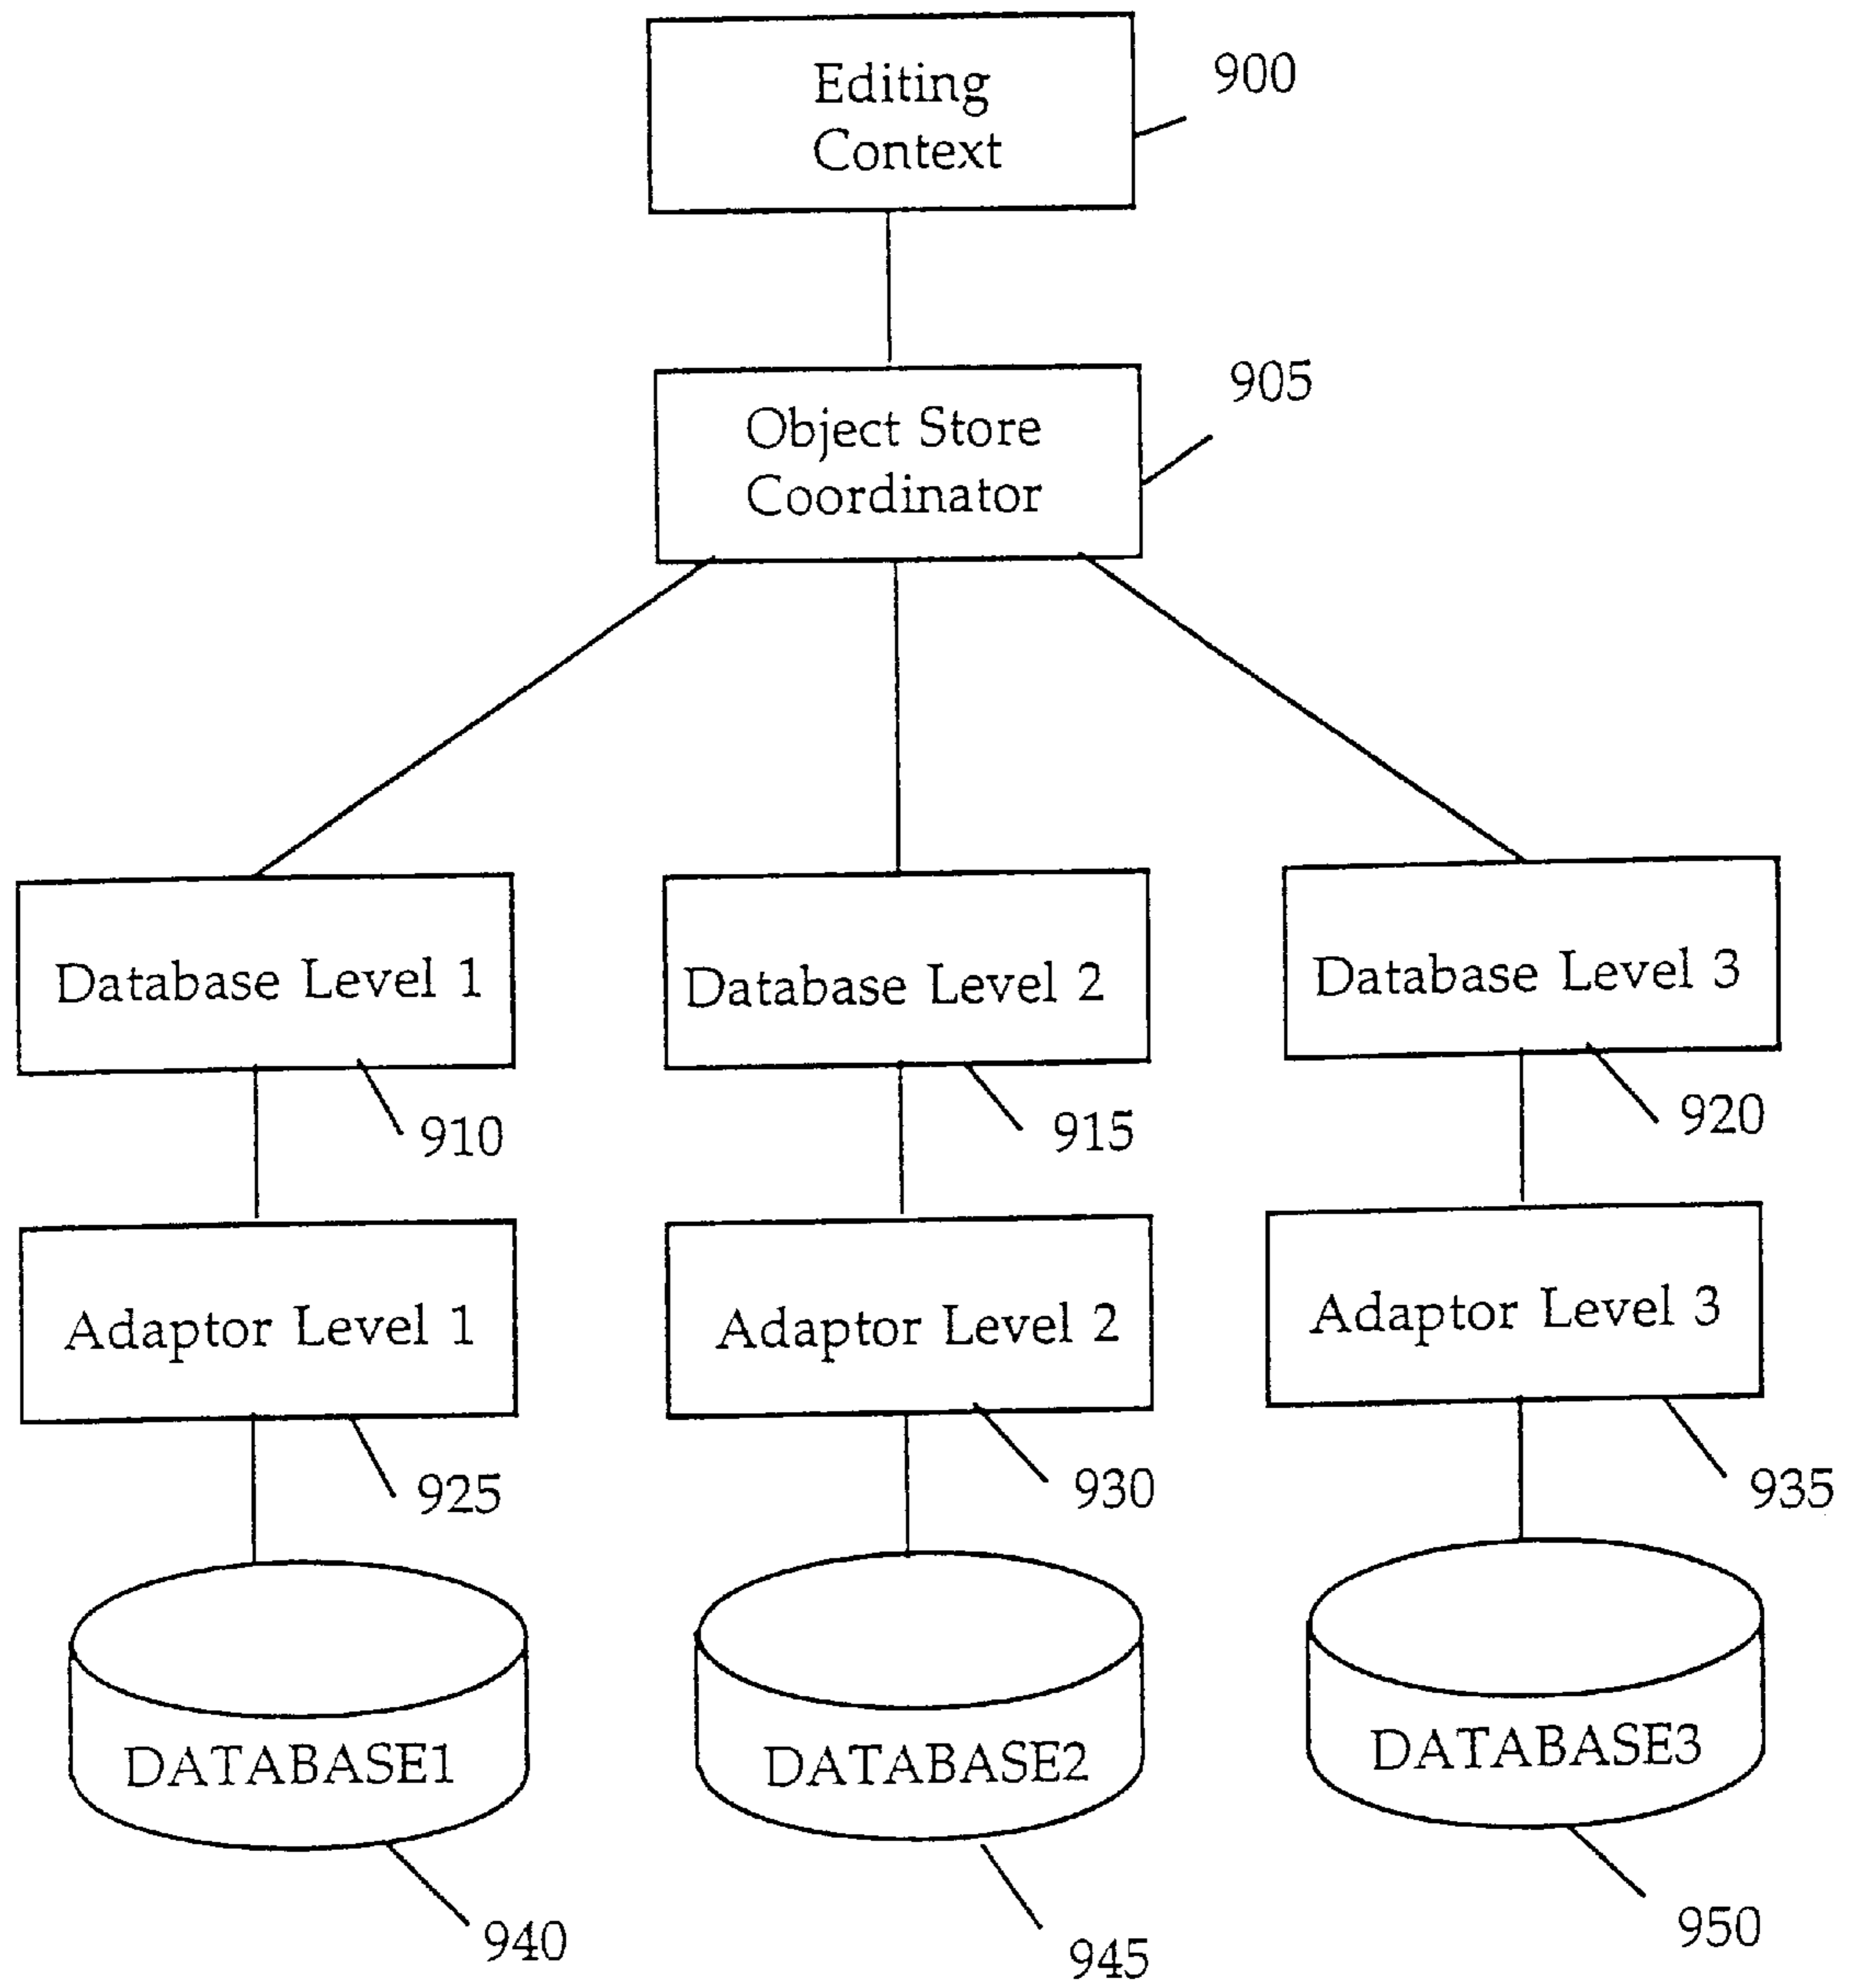 Editing
Context
900
Object Store
Coordinator
905
Database Level 1
Database Level 2
Database Level 3
910
915
920
Adaptor Level 1
Adaptor Level 2
Adaptor Level 3
925
930
935
DATABASE1
DATABASE2
DATABASE3
940
945
950